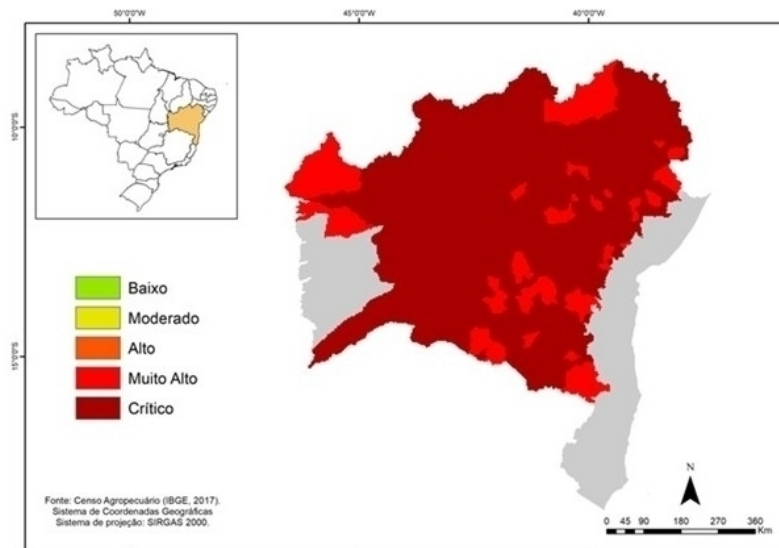 50°0'0"W
45°0'0"W
40°0'0"W
10°0'0"S
15°0'0"S
Baixo
Moderado
Alto
Muito Alto
Crítico
Fonte: Censo Agropecuário (IBGE, 2017).
Sistema de Coordenadas Geográficas
Sistema de projeção: SIRGAS 2000.
N
0 45 90 180 270 360
Km